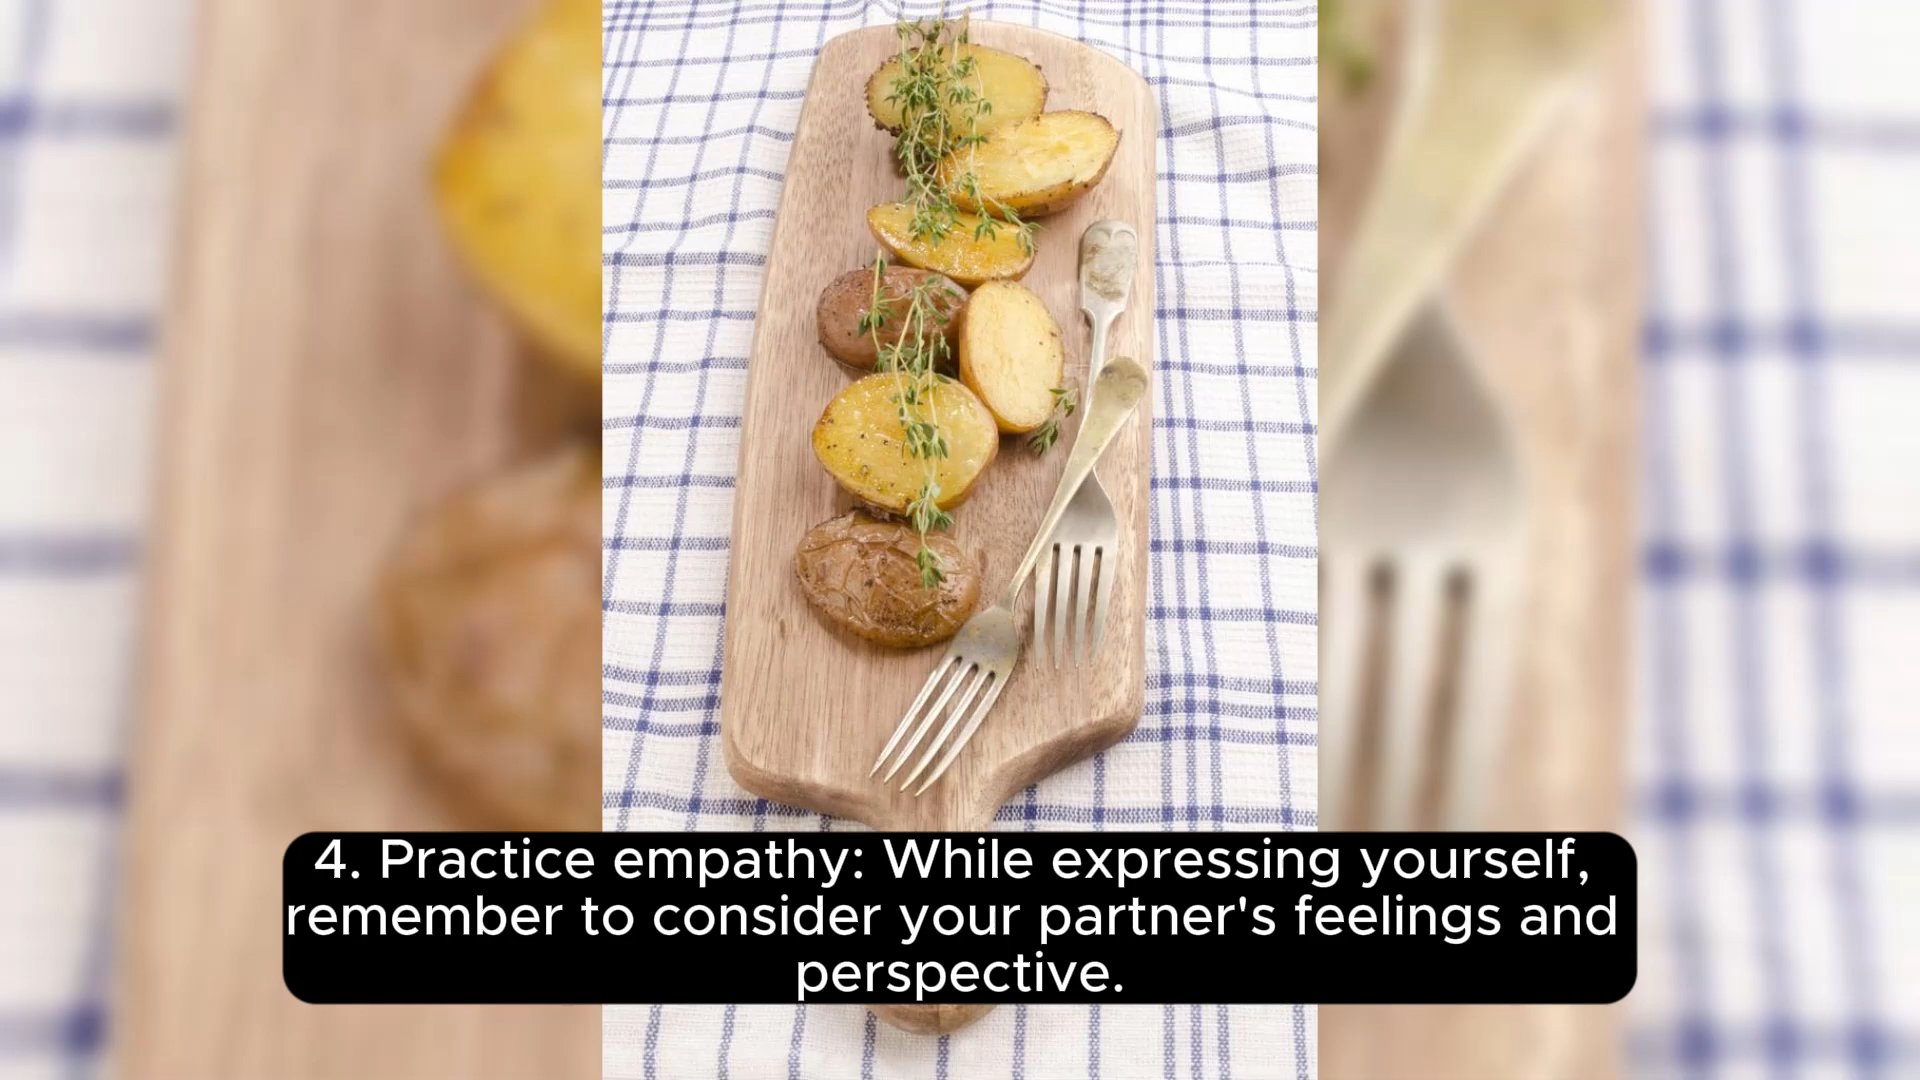 4. Practice empathy: While expressing yourself,
remember to consider your partner's feelings and
perspective.